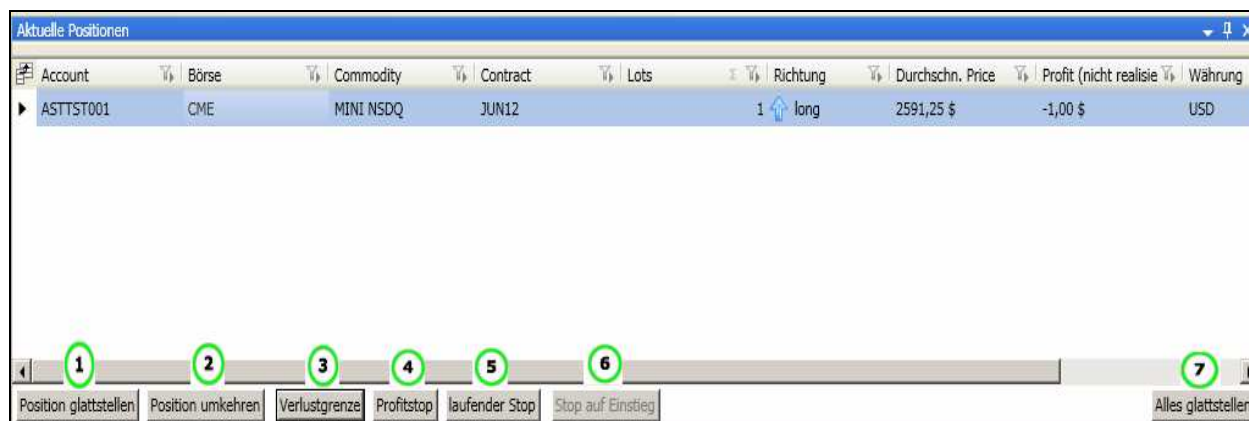 Aktuelle Positionen
Account Börse Commodity Contract Lots Σ Richtung Durchschn. Price Profit (nicht realisie Währung
ASTTST001 CME MINI NSDQ JUN12 1 long 2591,25 $ -1,00 $ USD
1 2 3 4 5 6 7
Position glattstellen Position umkehren Verlustgrenze Profitstop laufender Stop Stop auf Einstieg Alles glattstellen